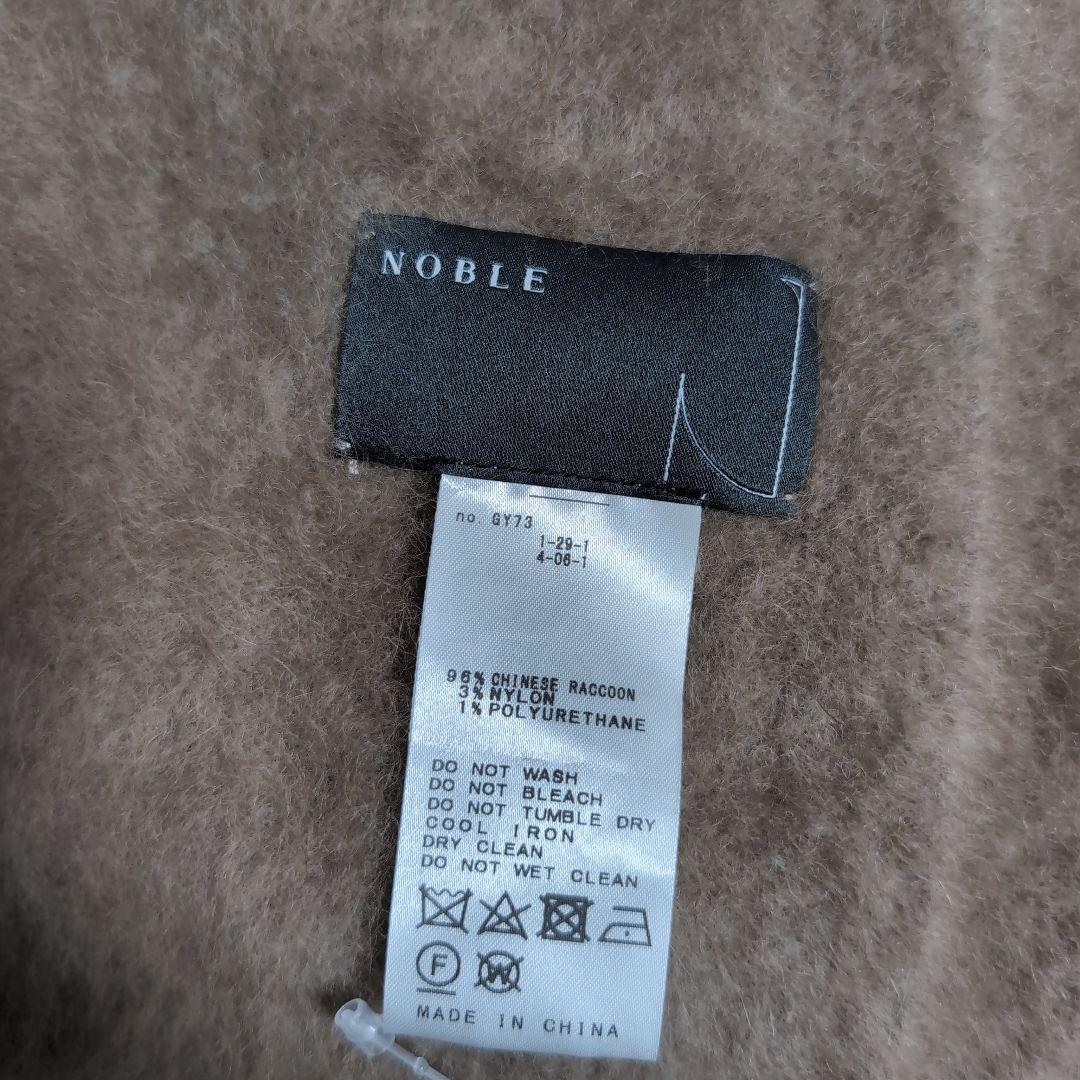 NOBLE
no. GY73
1-29-1
4-06-1
96% CHINESE RACCOON
3% NYLON
1% POLYURETHANE
DO NOT WASH
DO NOT BLEACH
DO NOT TUMBLE DRY
COOL IRON
DRY CLEAN
DO NOT WET CLEAN
F W
MADE IN CHINA